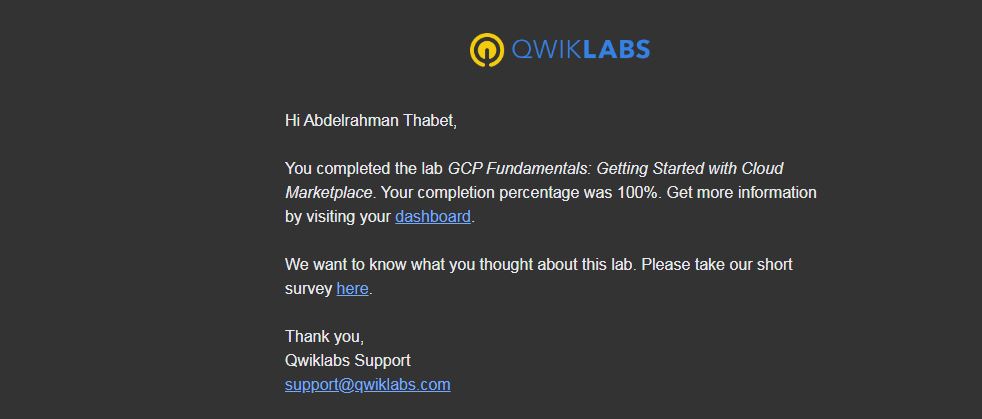 QWIKLABS
Hi Abdelrahman Thabet,
You completed the lab GCP Fundamentals: Getting Started with Cloud
Marketplace. Your completion percentage was 100%. Get more information
by visiting your dashboard.
We want to know what you thought about this lab. Please take our short
survey here.
Thank you,
Qwiklabs Support
support@qwiklabs.com